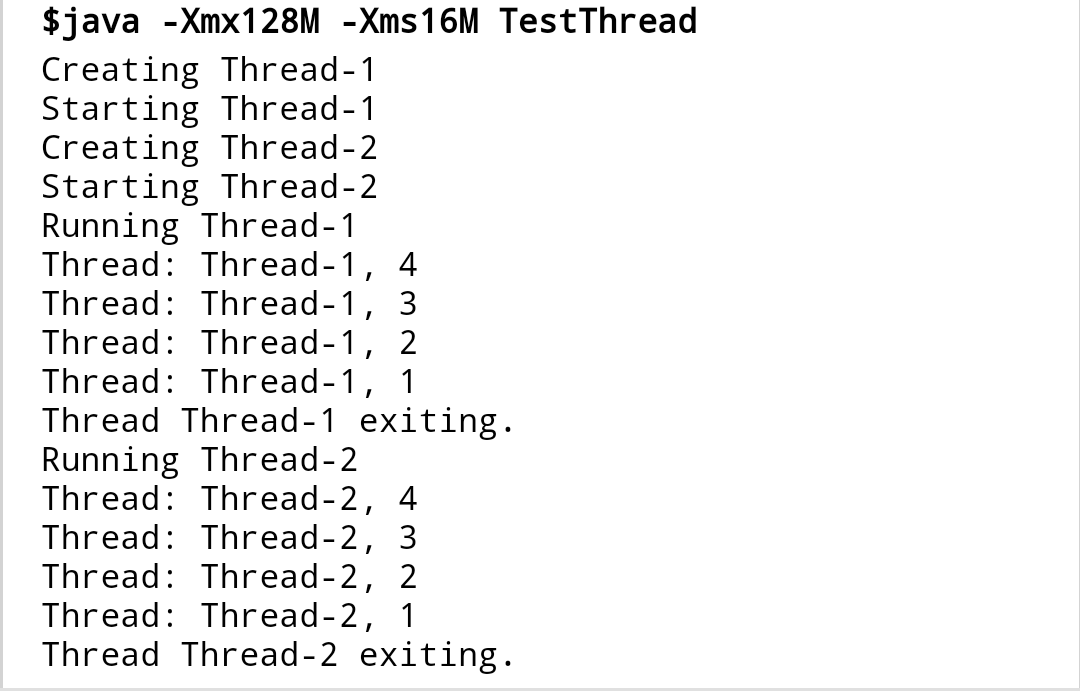 $java -Xmx128M -Xms16M TestThread
Creating Thread-1
Starting Thread-1
Creating Thread-2
Starting Thread-2
Running Thread-1
Thread: Thread-1, 4
Thread: Thread-1, 3
Thread: Thread-1, 2
Thread: Thread-1, 1
Thread Thread-1 exiting.
Running Thread-2
Thread: Thread-2, 4
Thread: Thread-2, 3
Thread: Thread-2, 2
Thread: Thread-2, 1
Thread Thread-2 exiting.